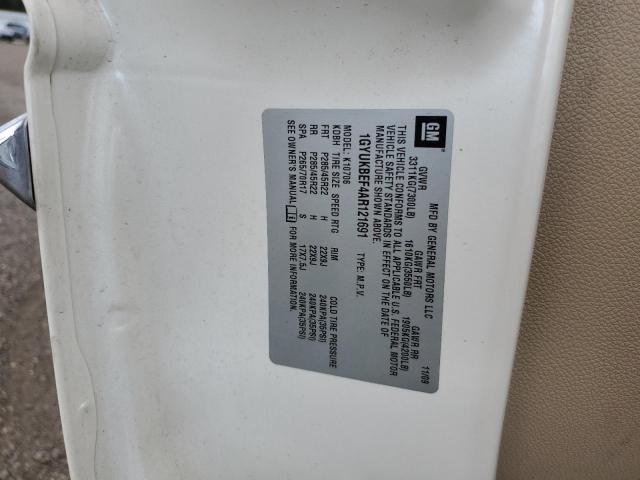 GM
MFD BY GENERAL MOTORS LLC 11/09
GVWR GAWR FRT GAWR RR
3311KG(7300LB) 1610KG(3550LB) 1905KG(4200LB)
THIS VEHICLE CONFORMS TO ALL APPLICABLE U.S. FEDERAL MOTOR
VEHICLE SAFETY STANDARDS IN EFFECT ON THE DATE OF
MANUFACTURE SHOWN ABOVE.
1GYUKBEF4AR121691 TYPE: M.P.V.
MODEL: K10706
KDBH TIRE SIZE SPEED RTG RIM COLD TIRE PRESSURE
FRT P285/45R22 H 22X9J 240KPA(35PSI)
RR P285/45R22 H 22X9J 240KPA(35PSI)
SPA P265/70R17 S 17X7.5J 240KPA(35PSI)
SEE OWNER'S MANUAL FOR MORE INFORMATION.